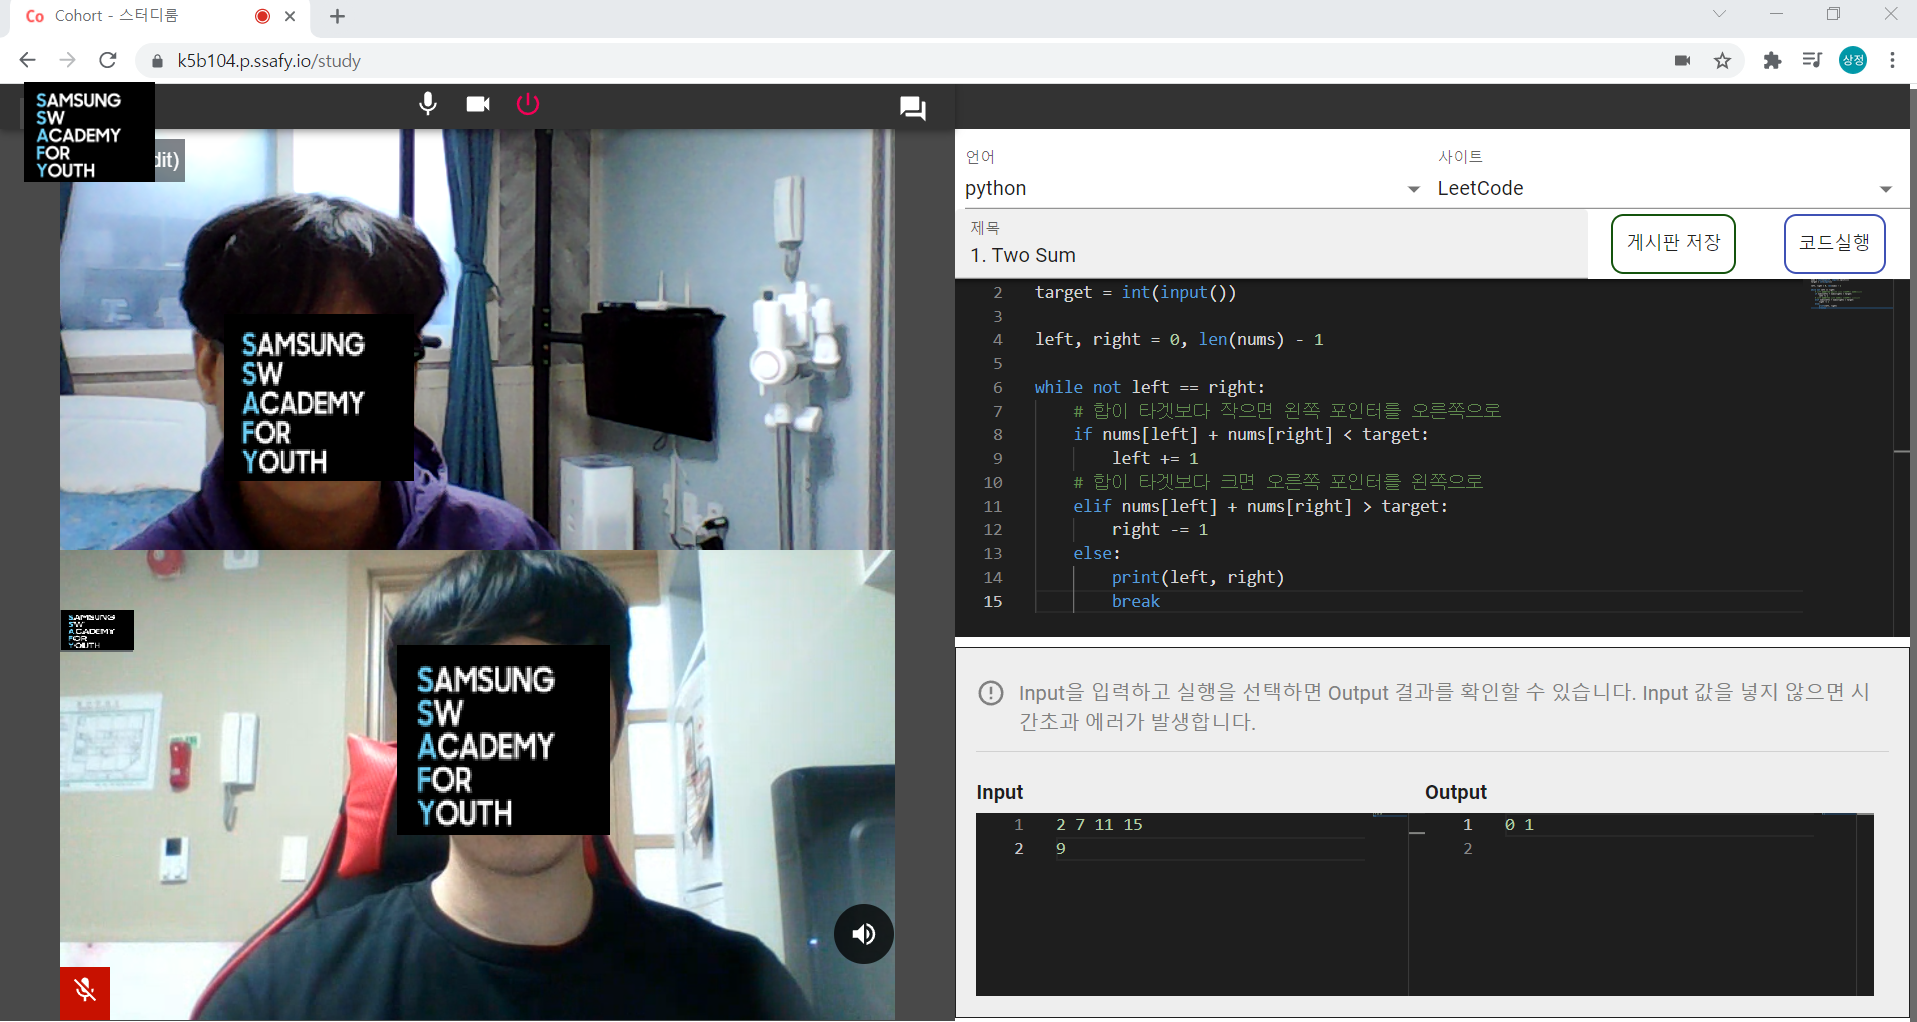 Co Cohort - 스터디룸
k5b104.p.ssafy.io/study
상정
SAMSUNG
SW
ACADEMY
FOR
YOUTH
dit)
SAMSUNG
SW
ACADEMY
FOR
YOUTH
SAMSUNG
SW
ACADEMY
FOR
YOUTH
SAMSUNG
SW
ACADEMY
FOR
YOUTH
언어
python
사이트
LeetCode
제목
1. Two Sum
게시판 저장
코드실행
2 target = int(input())
3
4 left, right = 0, len(nums) - 1
5
6 while not left == right:
7 # 합이 타겟보다 작으면 왼쪽 포인터를 오른쪽으로
8 if nums[left] + nums[right] < target:
9 left += 1
10 # 합이 타겟보다 크면 오른쪽 포인터를 왼쪽으로
11 elif nums[left] + nums[right] > target:
12 right -= 1
13 else:
14 print(left, right)
15 break
Input을 입력하고 실행을 선택하면 Output 결과를 확인할 수 있습니다. Input 값을 넣지 않으면 시
간초과 에러가 발생합니다.
Input
1 2 7 11 15
2 9
Output
1 0 1
2